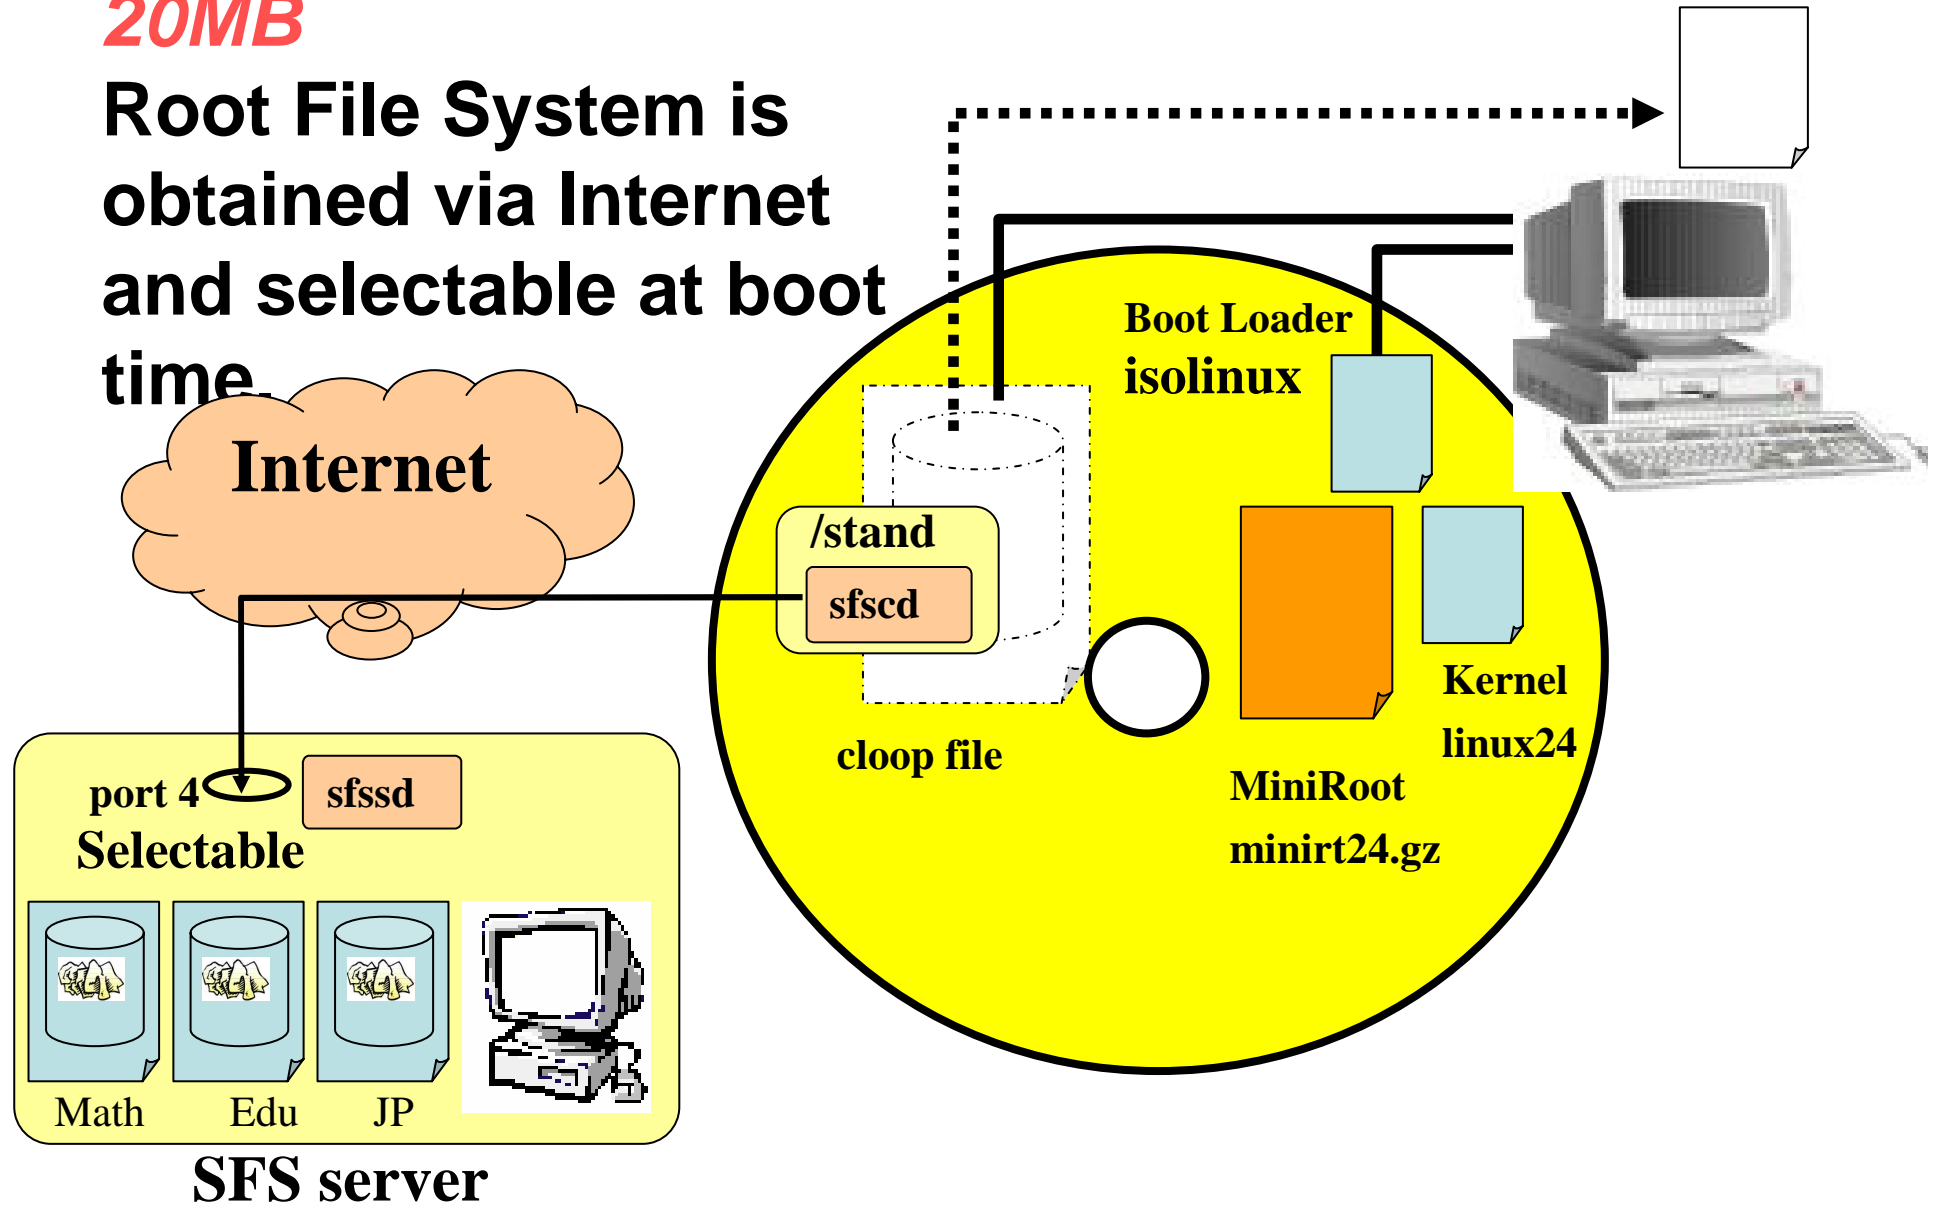 20MB
Root File System is
obtained via Internet
and selectable at boot
time.
Internet
Boot Loader
isolinux
/stand
sfscd
cloop file
Kernel
linux24
MiniRoot
minirt24.gz
port 4
sfssd
Selectable
Math
Edu
JP
SFS server